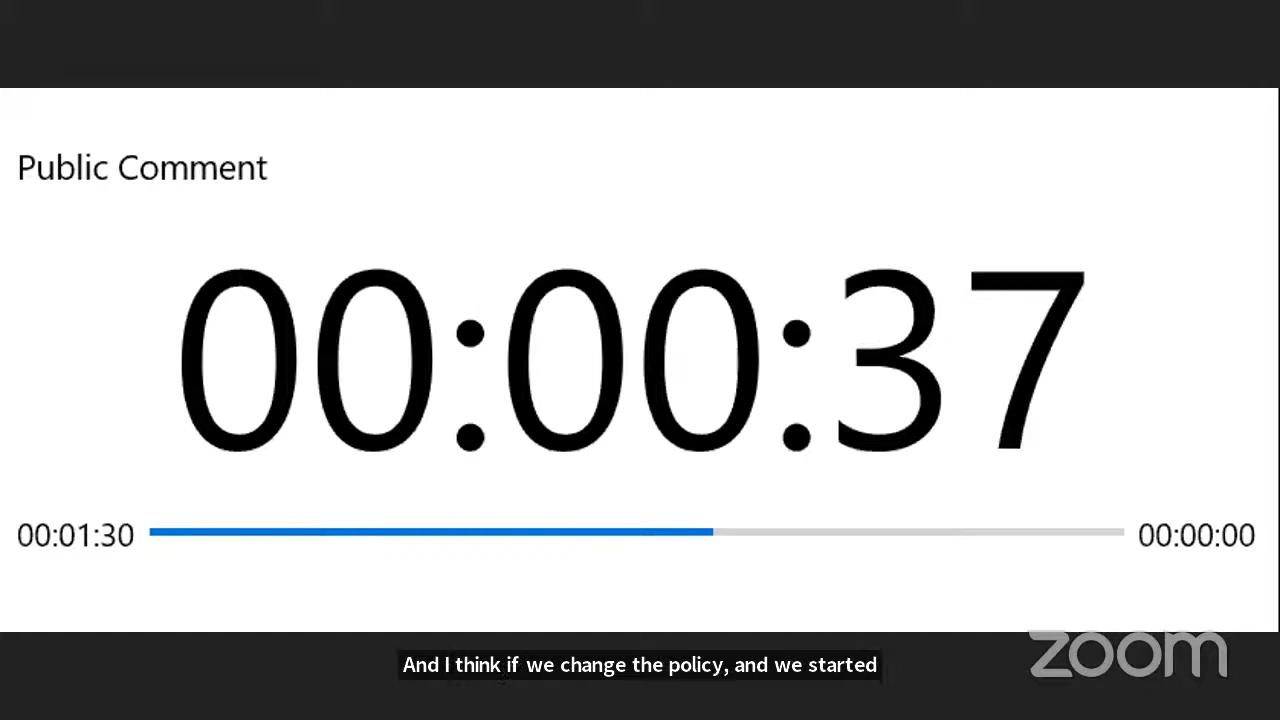 Public Comment
00:00:37
00:01:30 00:00:00
zoom
And I think if we change the policy, and we started